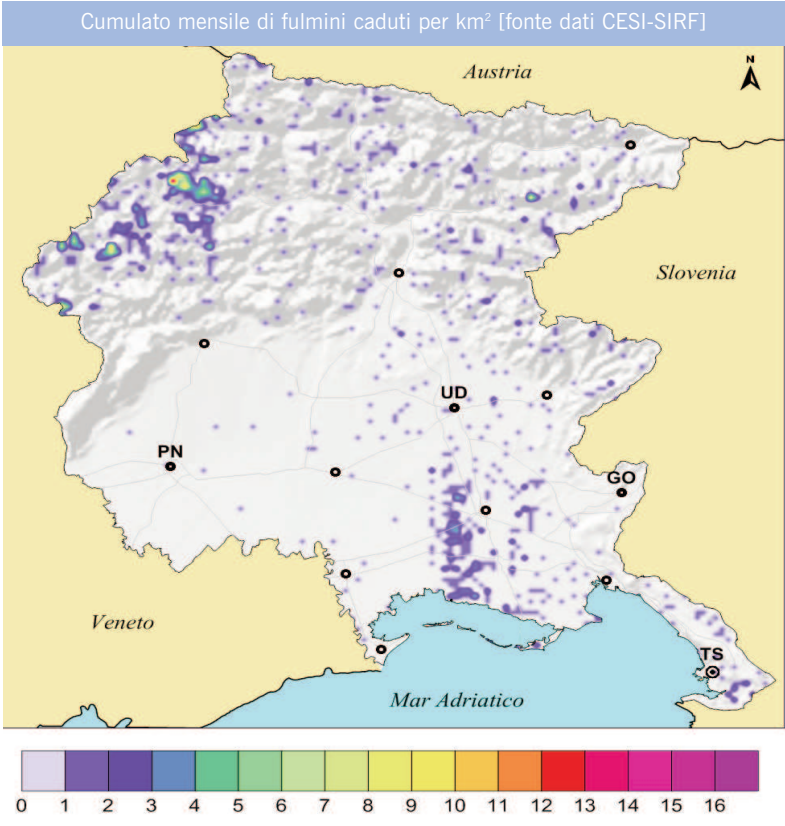 Cumulato mensile di fulmini caduti per km² [fonte dati CESI-SIRF]
Austria
N
Slovenia
UD
PN
GO
Veneto
TS
Mar Adriatico
0 1 2 3 4 5 6 7 8 9 10 11 12 13 14 15 16